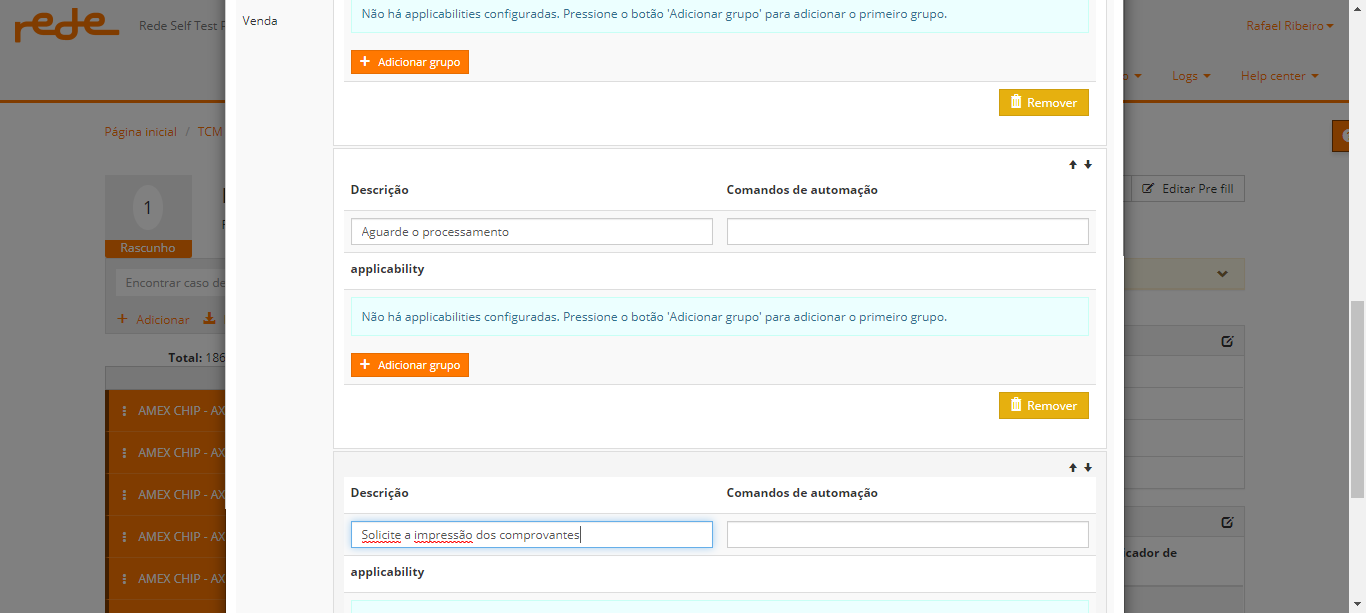 rede
Rede Self Test
Rafael Ribeiro
Logs
Help center
Venda
Não há applicabilities configuradas. Pressione o botão 'Adicionar grupo' para adicionar o primeiro grupo.
+ Adicionar grupo
Remover
Página inicial / TCM
1
Rascunho
Editar Pre fill
Descrição
Comandos de automação
Aguarde o processamento
applicability
Não há applicabilities configuradas. Pressione o botão 'Adicionar grupo' para adicionar o primeiro grupo.
+ Adicionar grupo
Remover
Encontrar caso de
+ Adicionar
Total: 186
AMEX CHIP - AX
AMEX CHIP - AX
AMEX CHIP - AX
AMEX CHIP - AX
AMEX CHIP - AX
Descrição
Comandos de automação
Solicite a impressão dos comprovantes
applicability
cador de